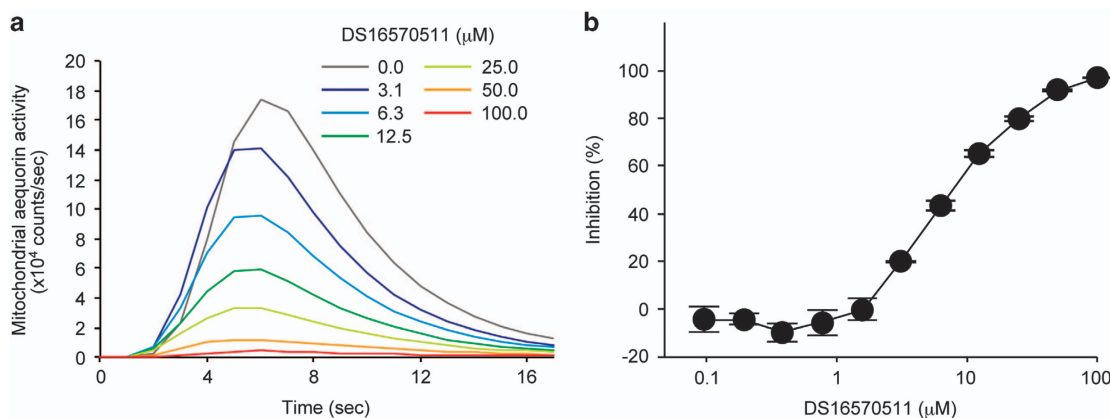 a
DS16570511 (μM)
0.0
3.1
6.3
12.5
25.0
50.0
100.0
Mitochondrial aequorin activity
(x10⁴ counts/sec)
20
18
16
14
12
10
8
6
4
2
0
0 4 8 12 16
Time (sec)
b
Inhibition (%)
100
80
60
40
20
0
-20
0.1 1 10 100
DS16570511 (μM)